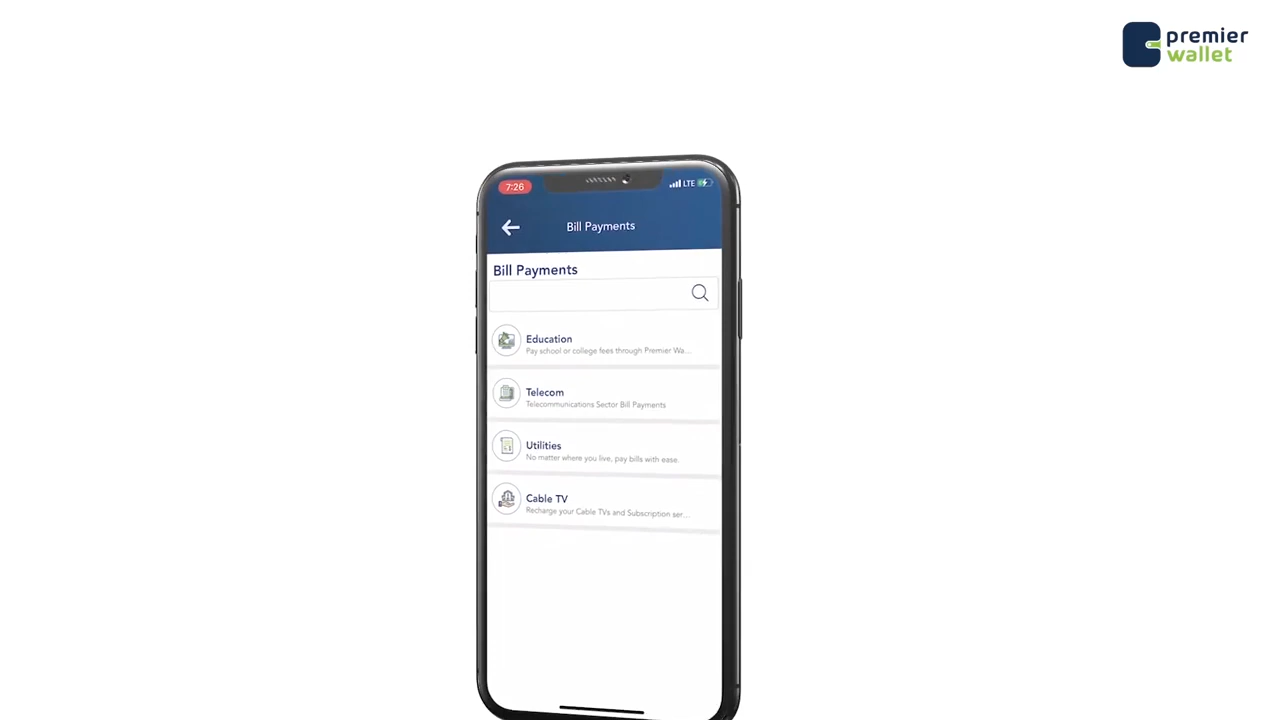 premier
wallet
7:26
LTE
Bill Payments
Bill Payments
Education
Pay school or college fees through Premier Wa...
Telecom
Telecommunications Sector Bill Payments
Utilities
No matter where you live, pay bills with ease.
Cable TV
Recharge your Cable TVs and Subscription ser...